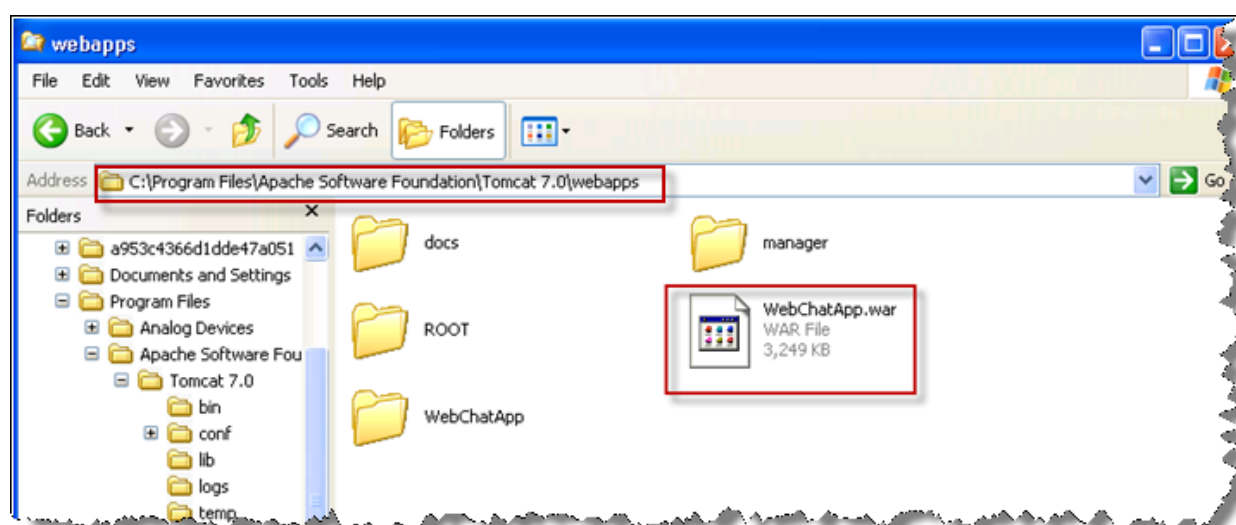 webapps
File Edit View Favorites Tools Help
Back Search Folders
Address C:\Program Files\Apache Software Foundation\Tomcat 7.0\webapps Go
Folders X
a953c4366d1dde47a051
Documents and Settings
Program Files
Analog Devices
Apache Software Fou
Tomcat 7.0
bin
conf
lib
logs
temp
docs
manager
ROOT
WebChatApp.war
WAR File
3,249 KB
WebChatApp